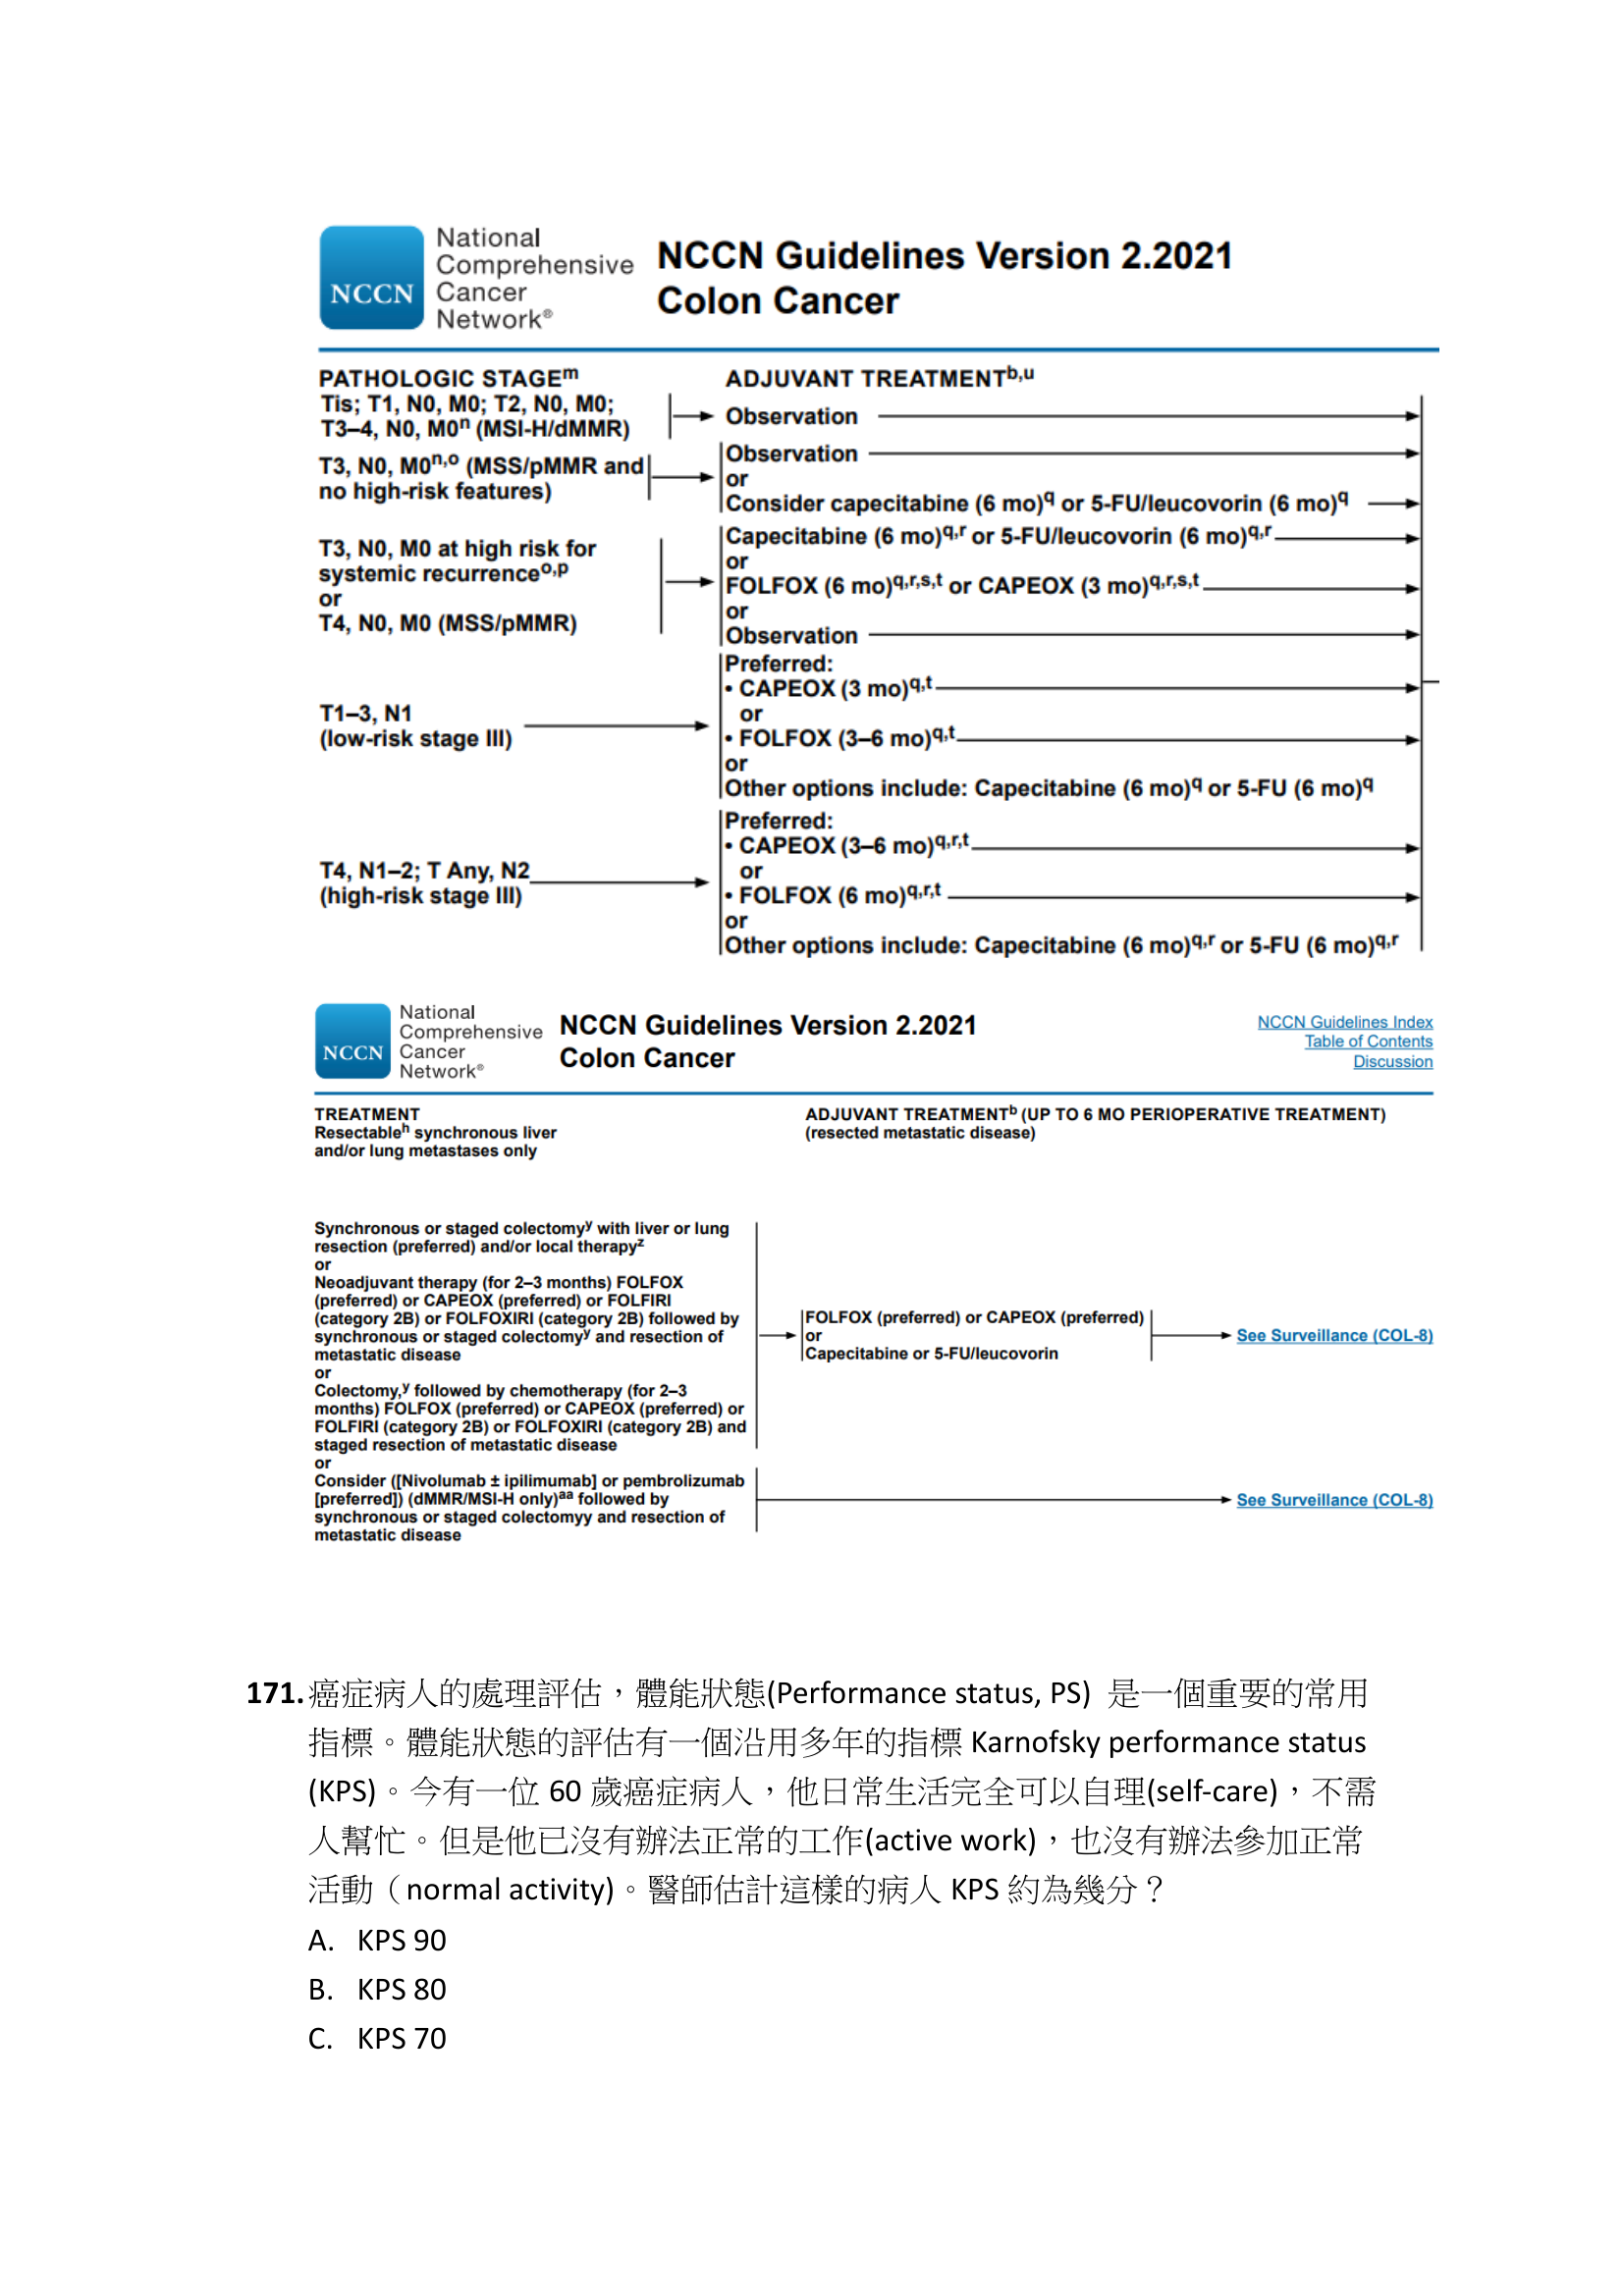 NCCN
National
Comprehensive
Cancer
Network®
NCCN Guidelines Version 2.2021
Colon Cancer
PATHOLOGIC STAGEm
ADJUVANT TREATMENTb,u
Tis; T1, N0, M0; T2, N0, M0;
T3–4, N0, M0n (MSI-H/dMMR)
Observation
T3, N0, M0n,o (MSS/pMMR and
no high-risk features)
Observation
or
Consider capecitabine (6 mo)q or 5-FU/leucovorin (6 mo)q
T3, N0, M0 at high risk for
systemic recurrenceo,p
or
T4, N0, M0 (MSS/pMMR)
Capecitabine (6 mo)q,r or 5-FU/leucovorin (6 mo)q,r
or
FOLFOX (6 mo)q,r,s,t or CAPEOX (3 mo)q,r,s,t
or
Observation
T1–3, N1
(low-risk stage III)
Preferred:
• CAPEOX (3 mo)q,t
or
• FOLFOX (3–6 mo)q,t
or
Other options include: Capecitabine (6 mo)q or 5-FU (6 mo)q
T4, N1–2; T Any, N2
(high-risk stage III)
Preferred:
• CAPEOX (3–6 mo)q,r,t
or
• FOLFOX (6 mo)q,r,t
or
Other options include: Capecitabine (6 mo)q,r or 5-FU (6 mo)q,r
NCCN
National
Comprehensive
Cancer
Network®
NCCN Guidelines Version 2.2021
Colon Cancer
NCCN Guidelines Index
Table of Contents
Discussion
TREATMENT
Resectableh synchronous liver
and/or lung metastases only
ADJUVANT TREATMENTb (UP TO 6 MO PERIOPERATIVE TREATMENT)
(resected metastatic disease)
Synchronous or staged colectomyy with liver or lung
resection (preferred) and/or local therapyz
or
Neoadjuvant therapy (for 2–3 months) FOLFOX
(preferred) or CAPEOX (preferred) or FOLFIRI
(category 2B) or FOLFOXIRI (category 2B) followed by
synchronous or staged colectomyy and resection of
metastatic disease
or
Colectomy,y followed by chemotherapy (for 2–3
months) FOLFOX (preferred) or CAPEOX (preferred) or
FOLFIRI (category 2B) or FOLFOXIRI (category 2B) and
staged resection of metastatic disease
or
Consider ([Nivolumab ± ipilimumab] or pembrolizumab
[preferred]) (dMMR/MSI-H only)aa followed by
synchronous or staged colectomyy and resection of
metastatic disease
FOLFOX (preferred) or CAPEOX (preferred)
or
Capecitabine or 5-FU/leucovorin
See Surveillance (COL-8)
See Surveillance (COL-8)
171. 癌症病人的處理評估，體能狀態(Performance status, PS) 是一個重要的常用
指標。體能狀態的評估有一個沿用多年的指標 Karnofsky performance status
(KPS)。今有一位 60 歲癌症病人，他日常生活完全可以自理(self-care)，不需
人幫忙。但是他已沒有辦法正常的工作(active work)，也沒有辦法參加正常
活動（normal activity)。醫師估計這樣的病人 KPS 約為幾分？
A. KPS 90
B. KPS 80
C. KPS 70